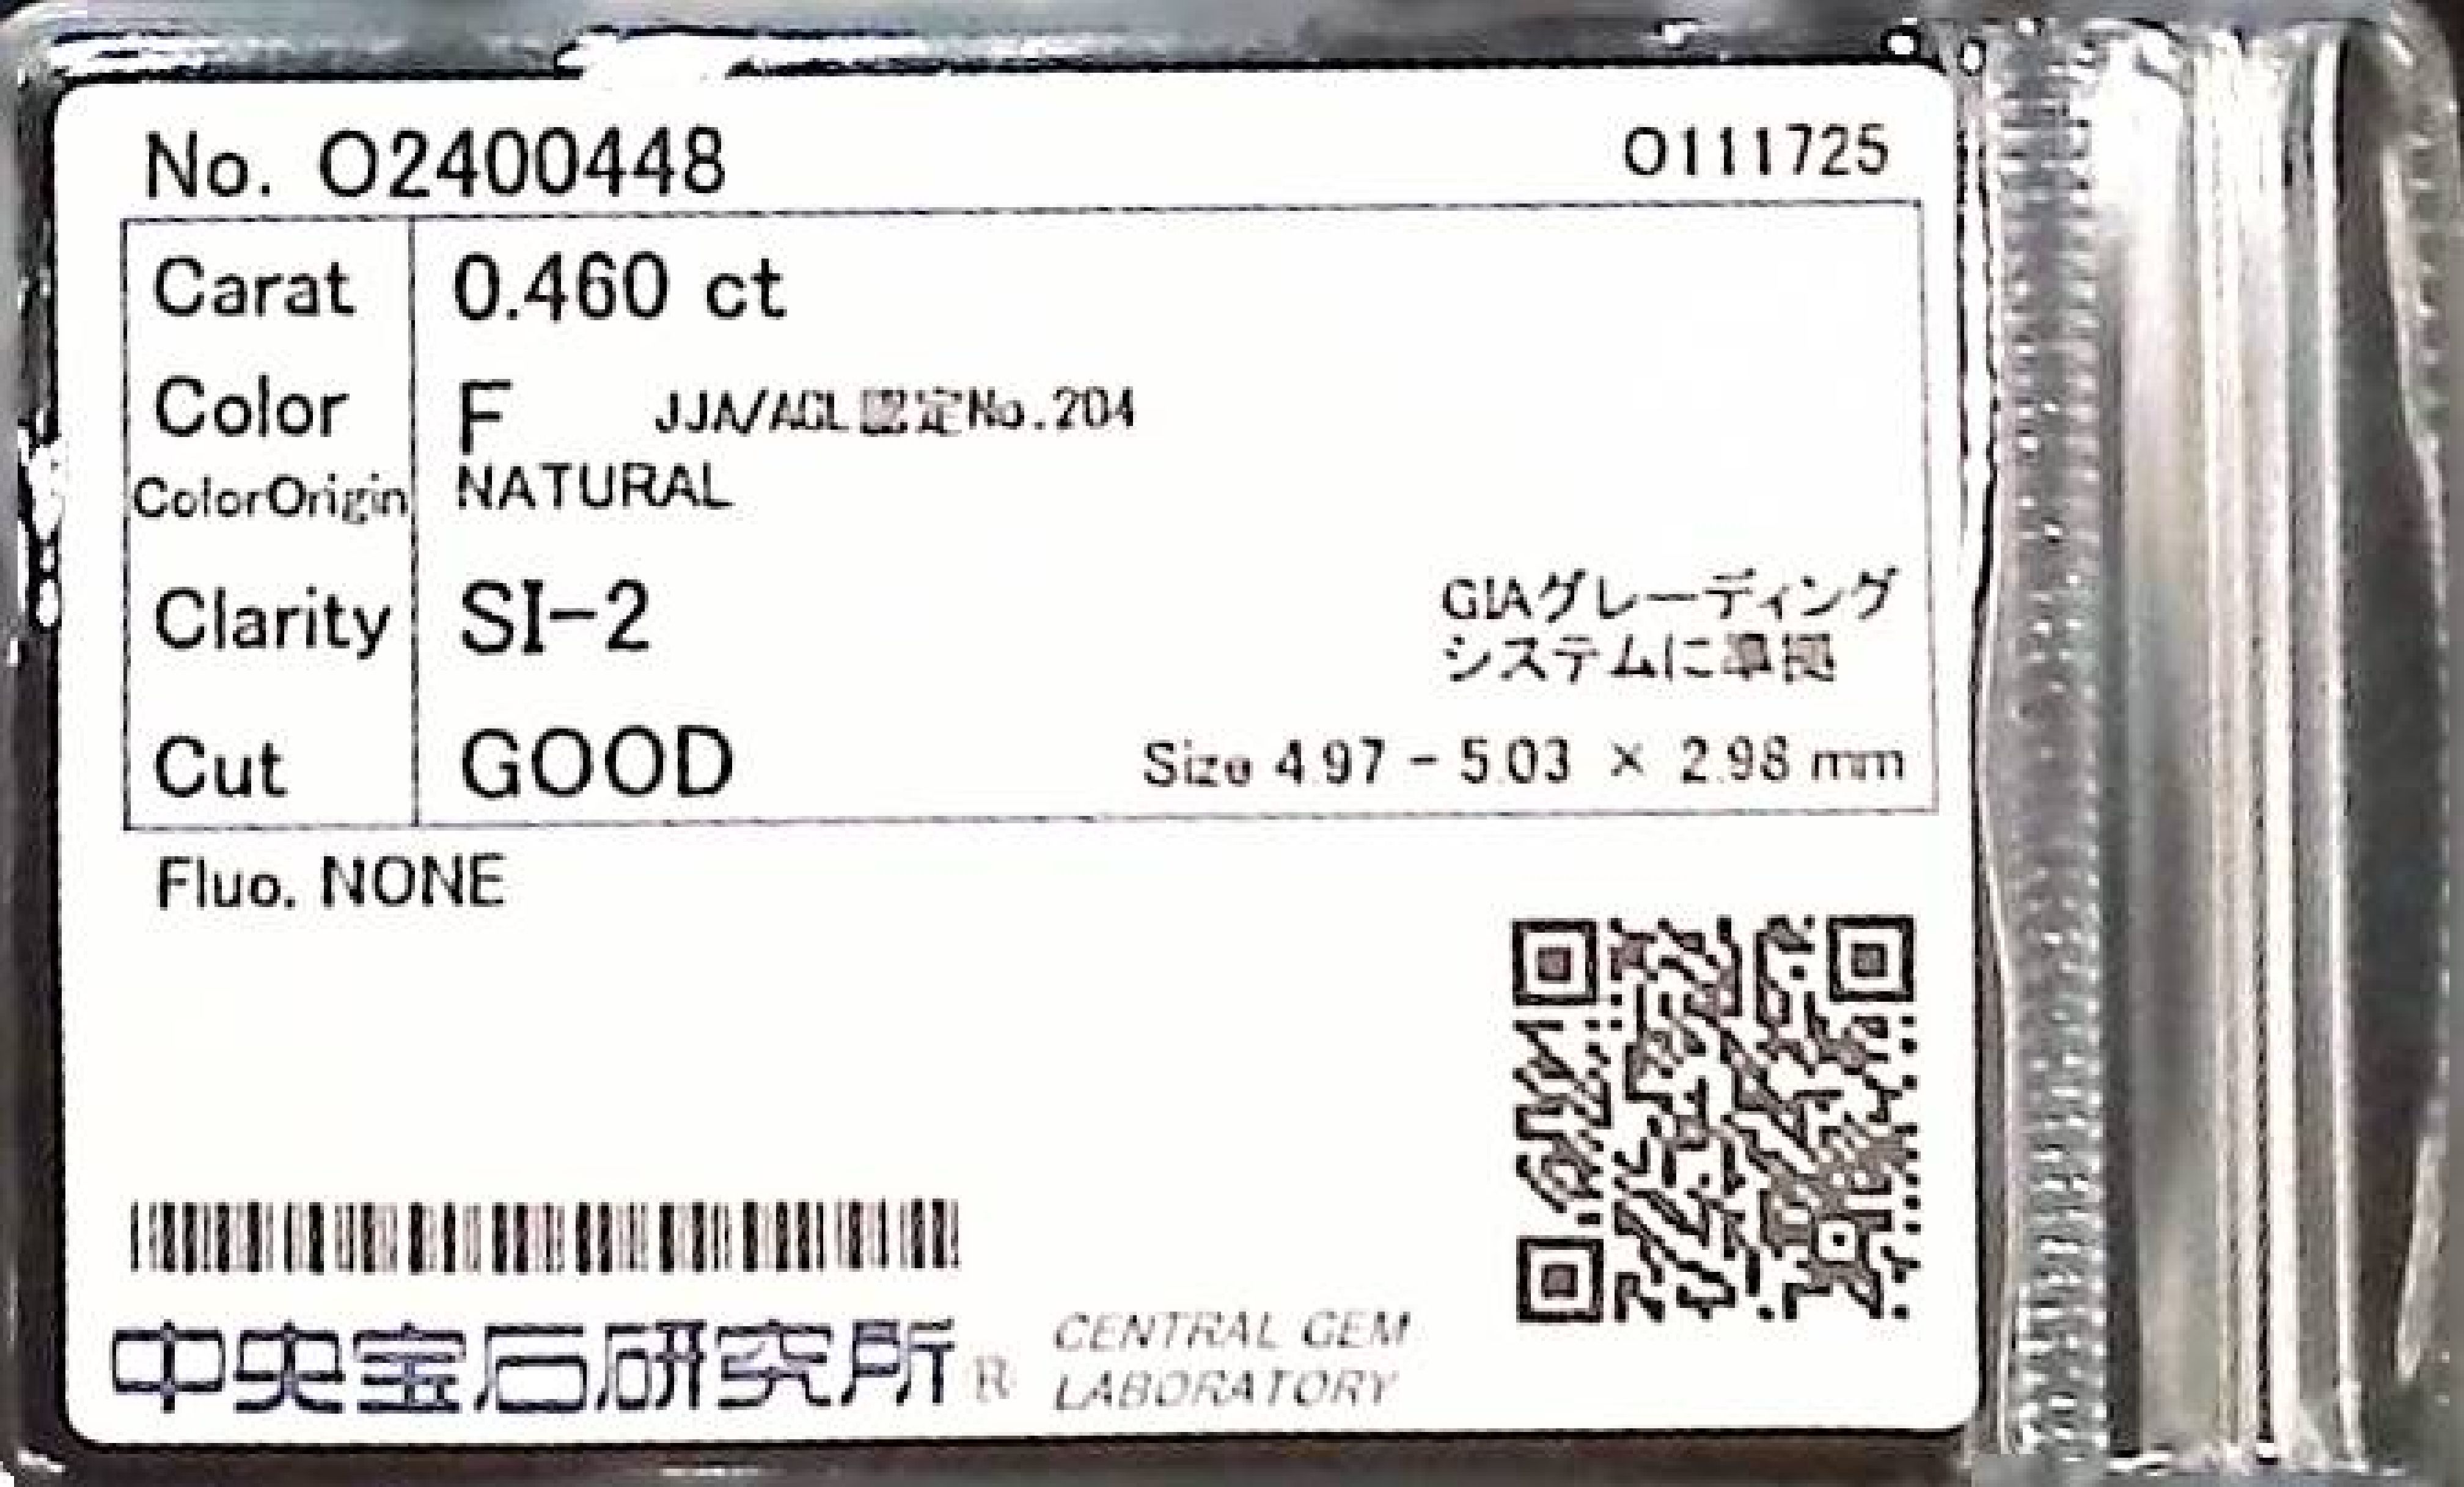 No. O2400448 O111725
Carat 0.460 ct
Color F JJA/AGL認定No.204
ColorOrigin NATURAL
Clarity SI-2
GIAグレーディング
システムに準拠
Cut GOOD Size 4.97 - 5.03 × 2.98 mm
Fluo. NONE
中央宝石研究所® CENTRAL GEM
LABORATORY